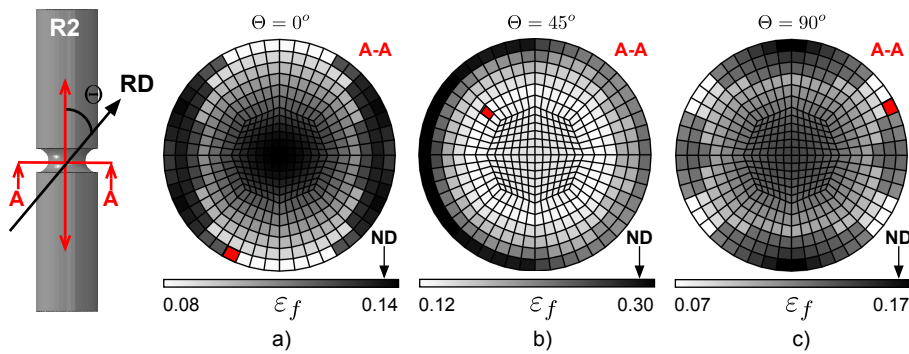 R2
Θ
RD
A
A
Θ = 0°
A-A
ND
0.08
0.14
ε_f
a)
Θ = 45°
A-A
ND
0.12
0.30
ε_f
b)
Θ = 90°
A-A
ND
0.07
0.17
ε_f
c)